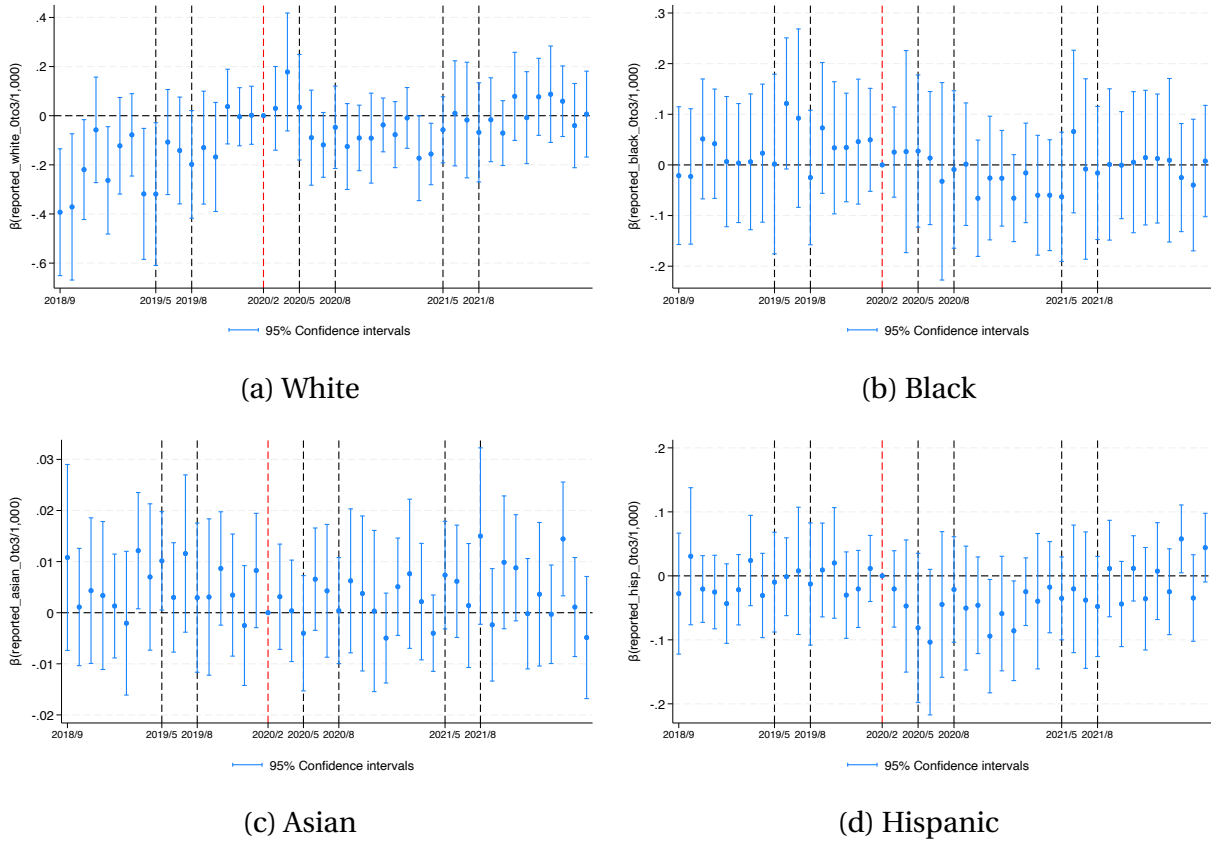 β(reported_white_0to3/1,000)
.4
.2
0
-.2
-.4
-.6
2018/9 2019/5 2019/8 2020/2 2020/5 2020/8 2021/5 2021/8
95% Confidence intervals
(a) White
β(reported_black_0to3/1,000)
.3
.2
.1
0
-.1
-.2
2018/9 2019/5 2019/8 2020/2 2020/5 2020/8 2021/5 2021/8
95% Confidence intervals
(b) Black
β(reported_asian_0to3/1,000)
.03
.02
.01
0
-.01
-.02
2018/9 2019/5 2019/8 2020/2 2020/5 2020/8 2021/5 2021/8
95% Confidence intervals
(c) Asian
β(reported_hisp_0to3/1,000)
.2
.1
0
-.1
-.2
2018/9 2019/5 2019/8 2020/2 2020/5 2020/8 2021/5 2021/8
95% Confidence intervals
(d) Hispanic